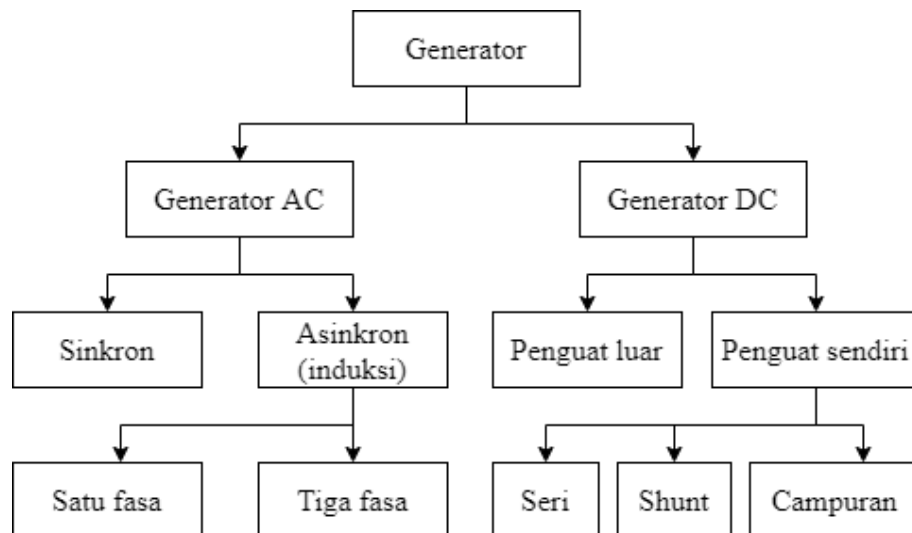 Generator
Generator AC
Generator DC
Sinkron
Asinkron
(induksi)
Penguat luar
Penguat sendiri
Satu fasa
Tiga fasa
Seri
Shunt
Campuran